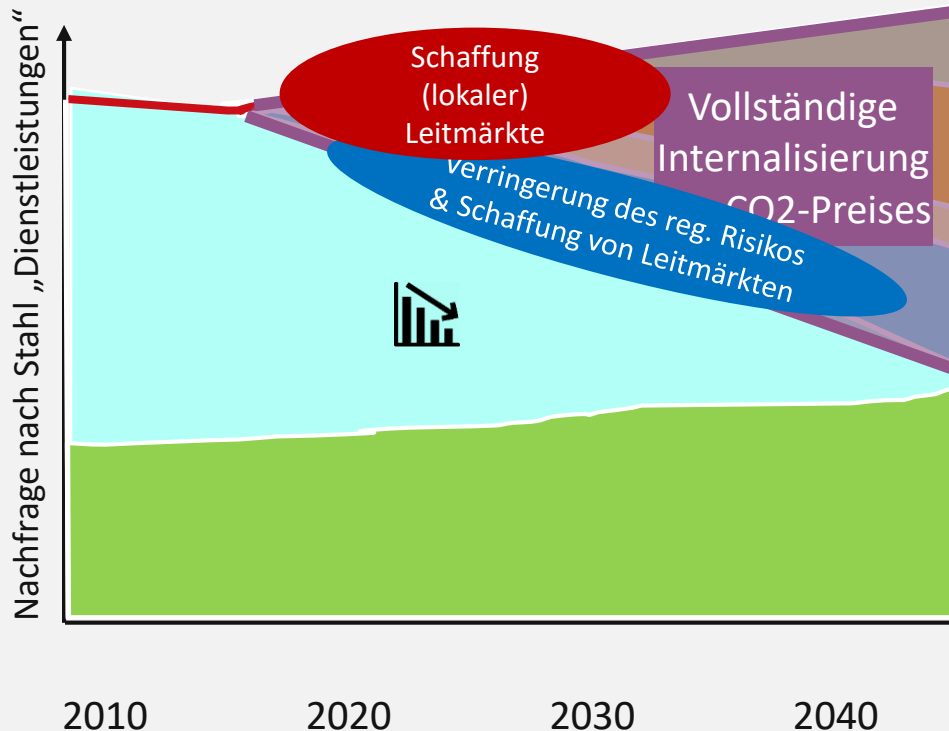 Nachfrage nach Stahl „Dienstleistungen“
Schaffung
(lokaler)
Leitmärkte
Vollständige
Internalisierung
CO2-Preises
Verringerung des reg. Risikos
& Schaffung von Leitmärkten
2010
2020
2030
2040